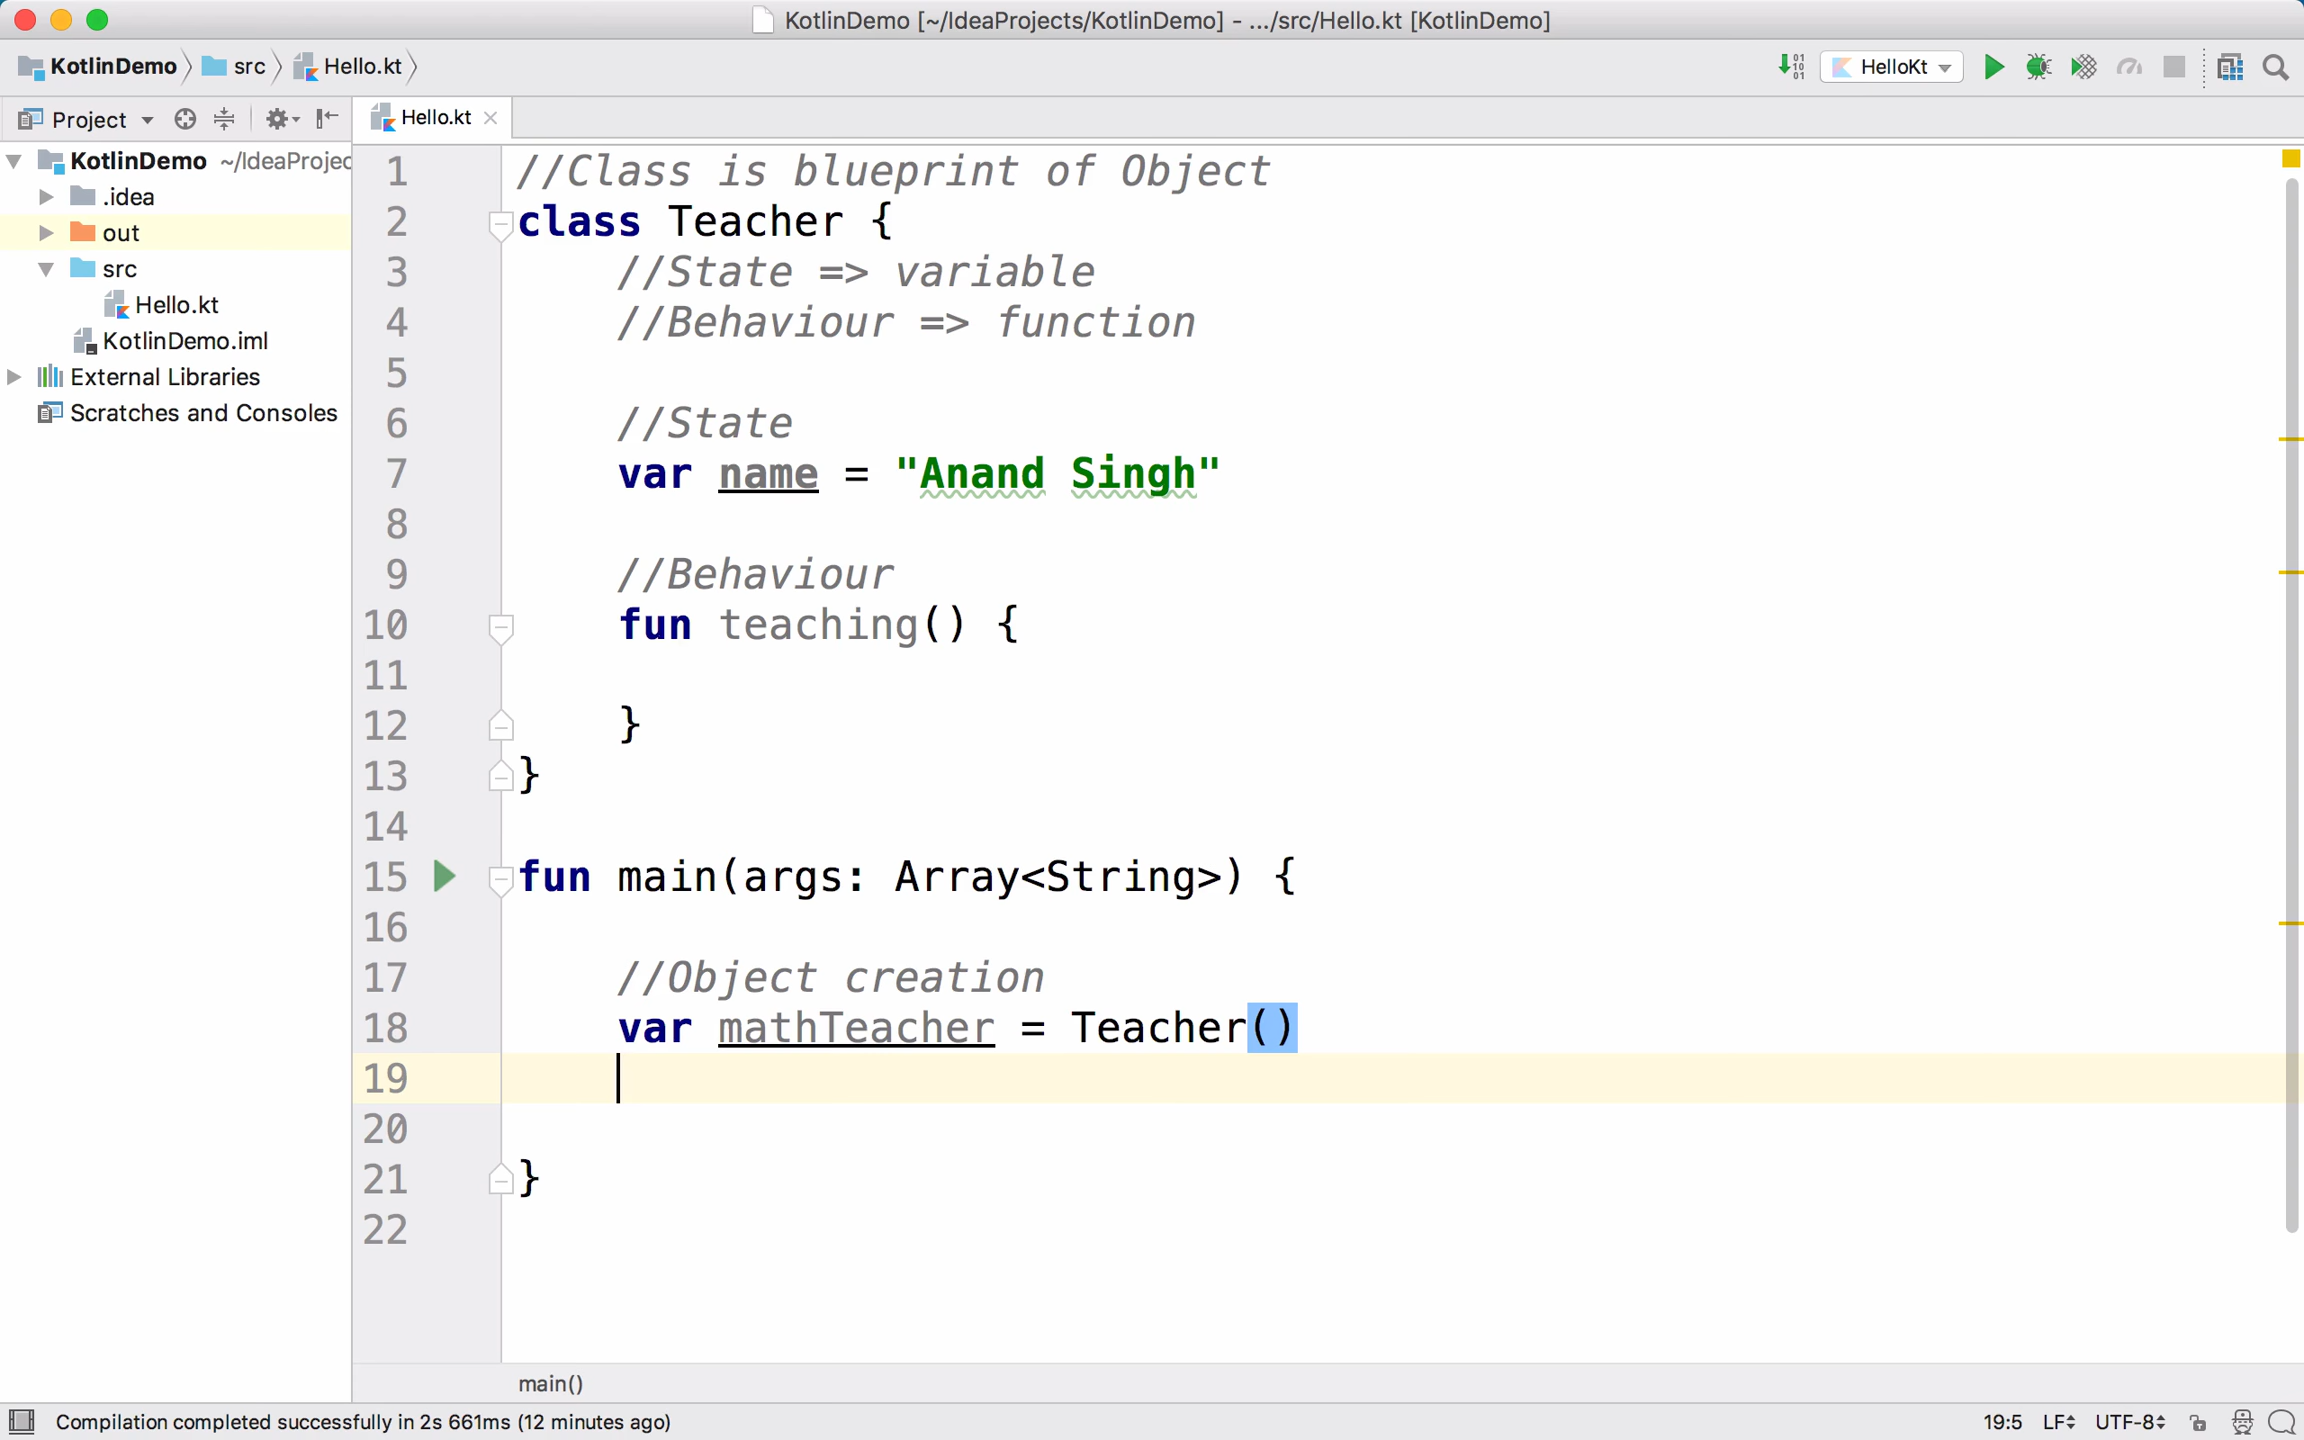 KotlinDemo [~/IdeaProjects/KotlinDemo] - .../src/Hello.kt [KotlinDemo]
KotlinDemo src Hello.kt
HelloKt
Project
Hello.kt
KotlinDemo ~/IdeaProjec
.idea
out
src
Hello.kt
KotlinDemo.iml
External Libraries
Scratches and Consoles
1 //Class is blueprint of Object
2 class Teacher {
3 //State => variable
4 //Behaviour => function
5
6 //State
7 var name = "Anand Singh"
8
9 //Behaviour
10 fun teaching() {
11
12 }
13 }
14
15 fun main(args: Array<String>) {
16
17 //Object creation
18 var mathTeacher = Teacher()
19
20
21 }
22
main()
Compilation completed successfully in 2s 661ms (12 minutes ago)
19:5 LF UTF-8